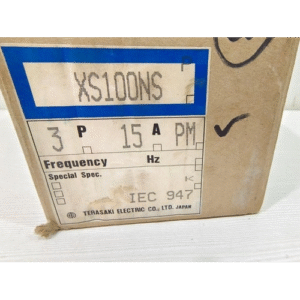 XS100NS
P
3 P 15 A PM
Frequency Hz
Special Spec.
K
IEC 947
TERASAKI ELECTRIC CO., LTD. JAPAN